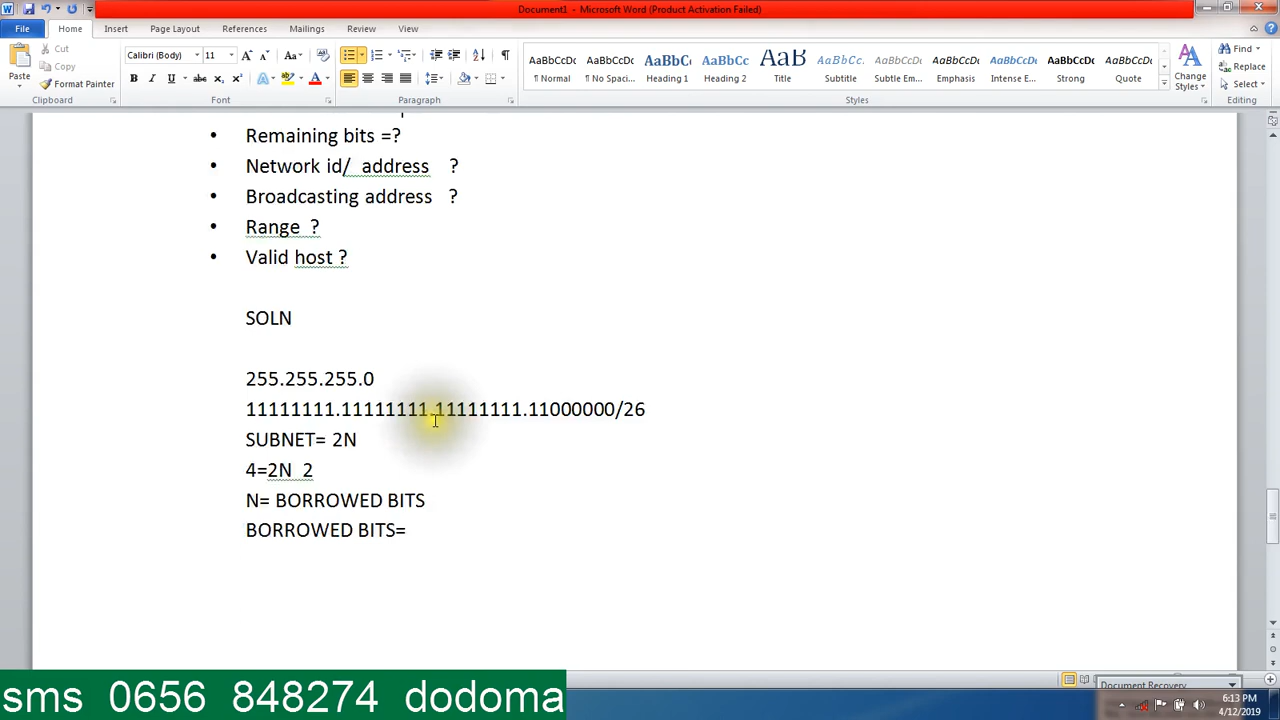 Document1 - Microsoft Word (Product Activation Failed)
File Home Insert Page Layout References Mailings Review View
Paste
Cut
Copy
Format Painter
Clipboard
Calibri (Body) 11
Font
Paragraph
AaBbCcDc AaBbCcDc AaBbC AaBbCc AaB AaBbCc. AaBbCcDc AaBbCcDc AaBbCcDc AaBbCcDc AaBbCcDc
¶ Normal ¶ No Spaci... Heading 1 Heading 2 Title Subtitle Subtle Em... Emphasis Intense E... Strong Quote
Styles
Change Styles
Find
Replace
Select
Editing
• Remaining bits =?
• Network id/ address ?
• Broadcasting address ?
• Range ?
• Valid host ?
SOLN
255.255.255.0
11111111.11111111.11111111.11000000/26
SUBNET= 2N
4=2N 2
N= BORROWED BITS
BORROWED BITS=
sms 0656 848274 dodoma
Document Recovery
6:13 PM
4/12/2019